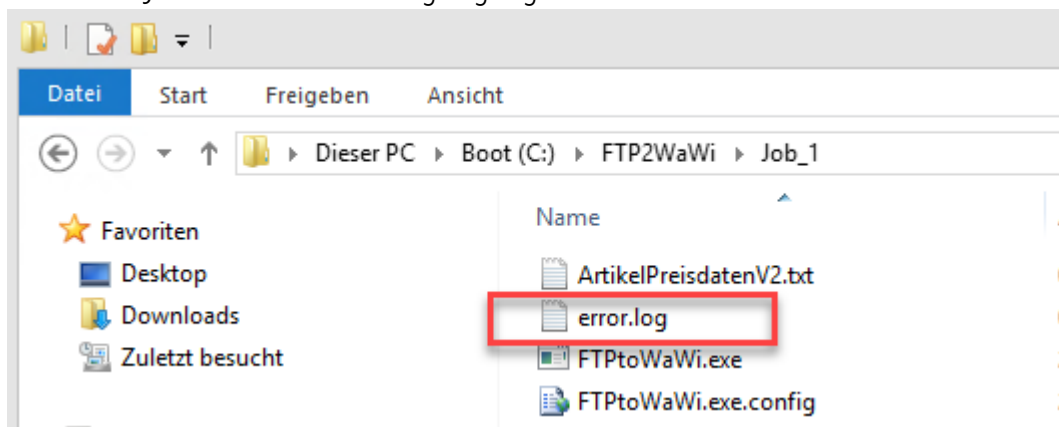 Datei Start Freigeben Ansicht
Dieser PC Boot (C:) FTP2WaWi Job_1
Name
Favoriten
Desktop
Downloads
Zuletzt besucht
ArtikelPreisdatenV2.txt
error.log
FTPtoWaWi.exe
FTPtoWaWi.exe.config